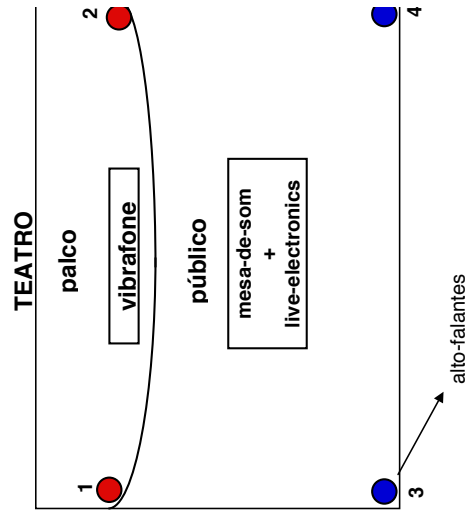 TEATRO
palco
1
2
vibrafone
público
mesa-de-som
+
live-electronics
3
4
alto-falantes